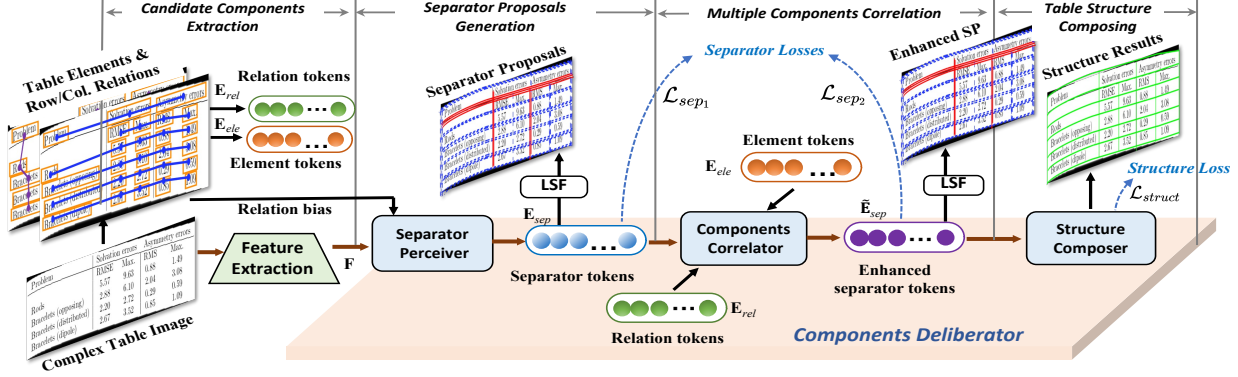 Candidate Components
Extraction
Separator Proposals
Generation
Multiple Components Correlation
Table Structure
Composing
Table Elements &
Row/Col. Relations
Relation tokens
E_rel
E_ele
Element tokens
Relation bias
Separator Proposals
LSF
E_sep
Separator Losses
ℒ_sep₁
ℒ_sep₂
Element tokens
E_ele
Enhanced SP
LSF
Ẽ_sep
Structure Results
Structure Loss
ℒ_struct
Feature
Extraction
F
Separator
Perceiver
Separator tokens
Components
Correlator
Enhanced
separator tokens
Structure
Composer
E_rel
Relation tokens
Components Deliberator
Solvation errors Asymmetry errors
Problem RMSE Max. RMS Max.
Rods 5.57 9.63 0.88 1.49
Bracelets (opposing) 2.88 6.10 2.04 3.08
Bracelets (distributed) 2.20 2.72 0.29 0.59
Bracelets (dipole) 2.67 3.52 0.85 1.09
Complex Table Image